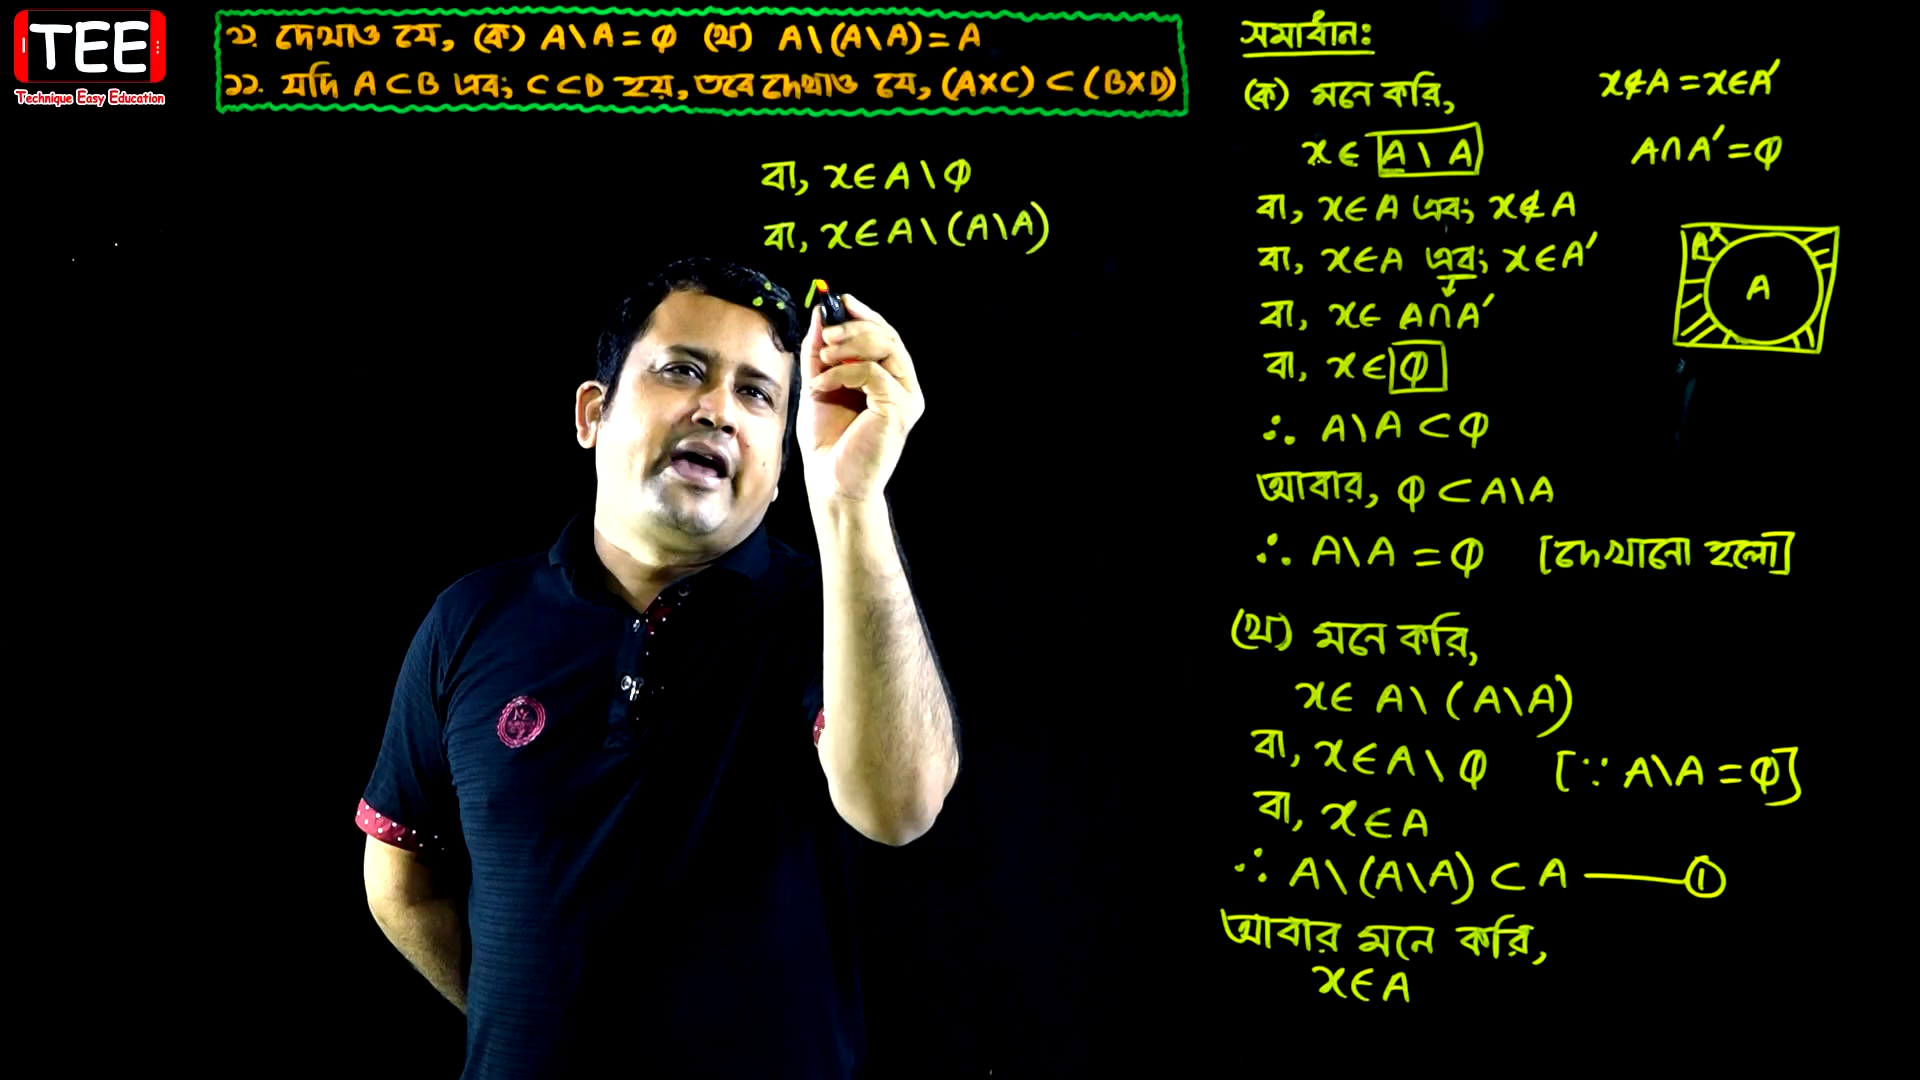 TEE
Technique Easy Education
২. দেখাও যে, (ক) A\A = Φ (খ) A\(A\A) = A
১১. যদি A⊂B এবং C⊂D হয়, তবে দেখাও যে, (A×C) ⊂ (B×D)
সমাধান:
(ক) মনে করি,
x∉A = x∈A′
x∈ A\A
A∩A′ = Φ
বা, x∈A এবং x∉A
বা, x∈A এবং x∈A′
A′
A
বা, x∈ A∩A′
বা, x∈ Φ
∴ A\A ⊂ Φ
আবার, Φ ⊂ A\A
∴ A\A = Φ [দেখানো হলো]
(খ) মনে করি,
x∈ A\(A\A)
বা, x∈A\Φ [∵ A\A = Φ]
বা, x∈A
∴ A\(A\A) ⊂ A —— ①
আবার মনে করি,
x∈A
বা, x∈A\Φ
বা, x∈A\(A\A)
∴